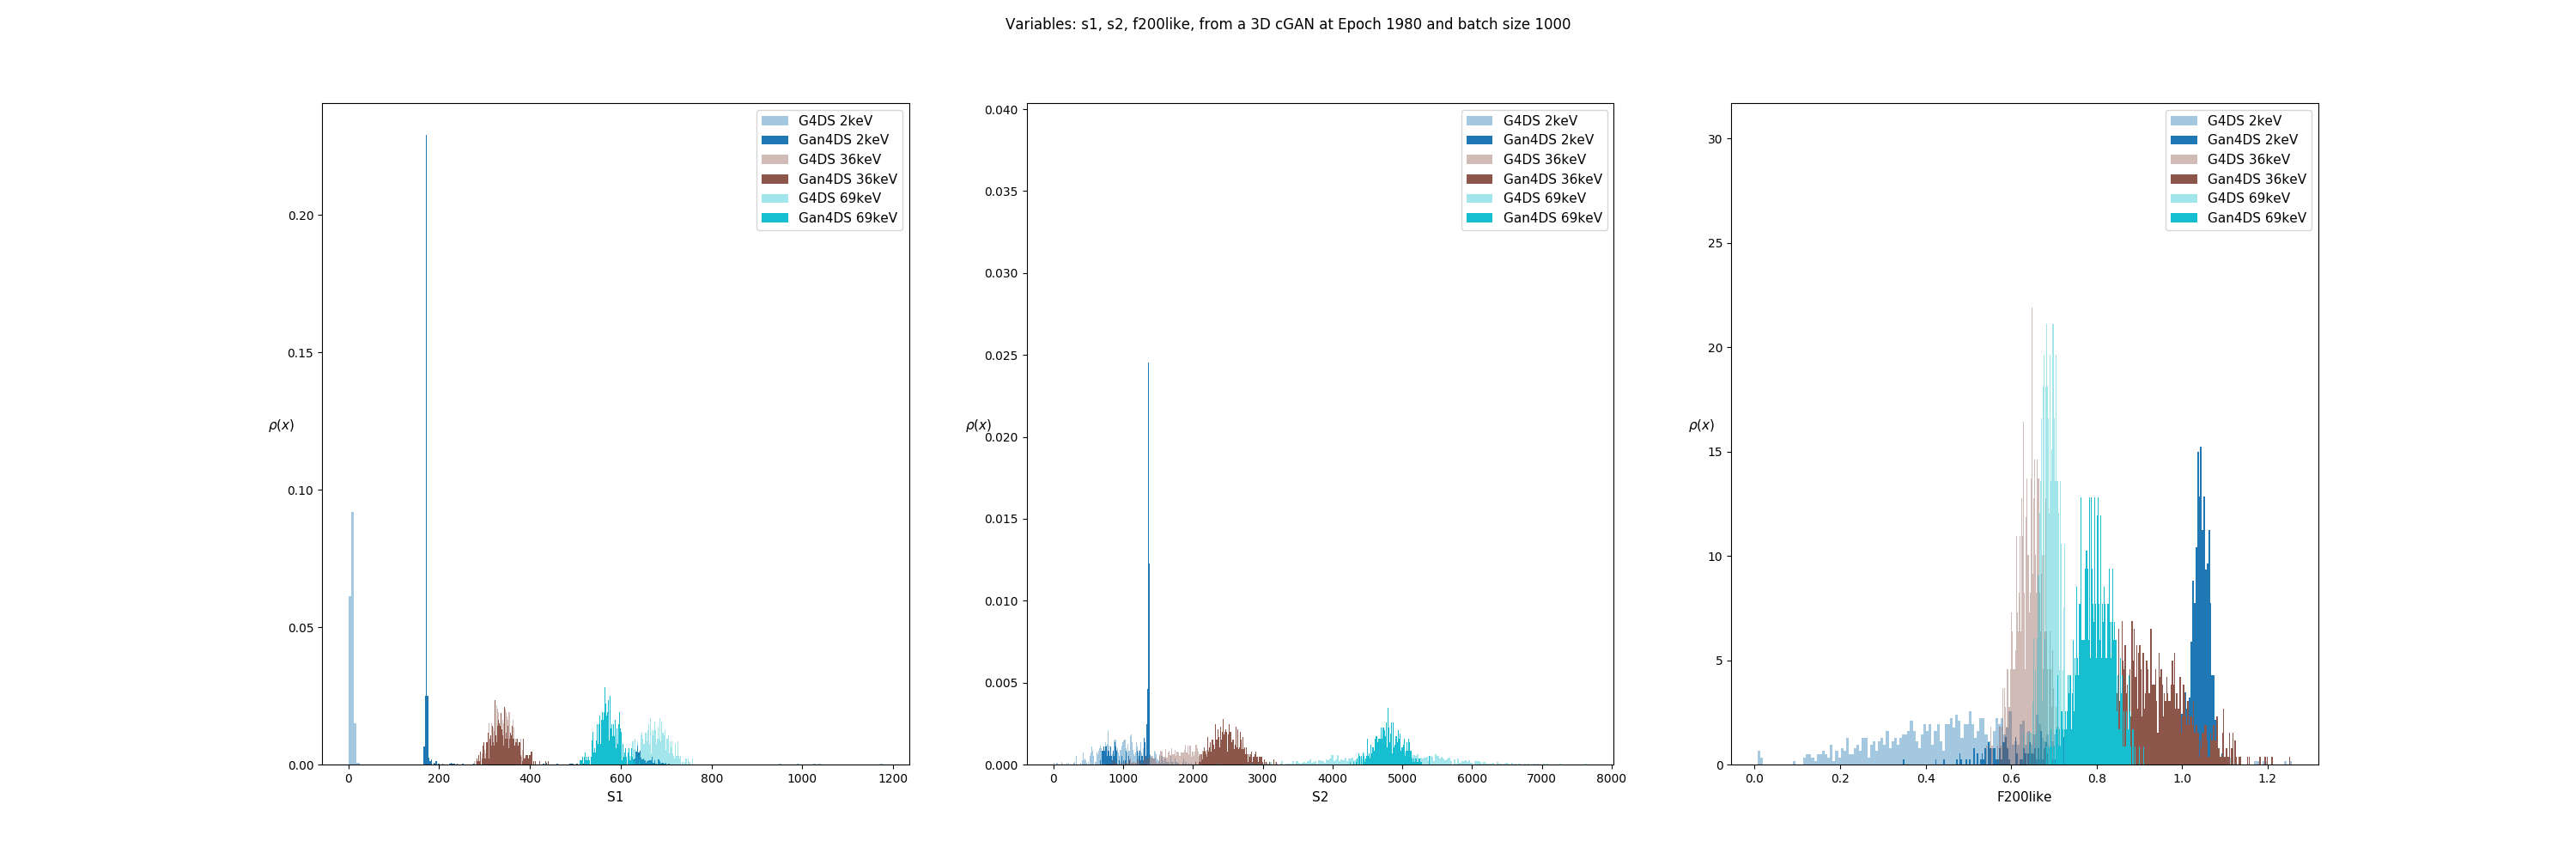 Variables: s1, s2, f200like, from a 3D cGAN at Epoch 1980 and batch size 1000
G4DS 2keV
Gan4DS 2keV
G4DS 36keV
Gan4DS 36keV
G4DS 69keV
Gan4DS 69keV
0.20
0.15
0.10
0.05
0.00
ρ(x)
0 200 400 600 800 1000 1200
S1
G4DS 2keV
Gan4DS 2keV
G4DS 36keV
Gan4DS 36keV
G4DS 69keV
Gan4DS 69keV
0.040
0.035
0.030
0.025
0.020
0.015
0.010
0.005
0.000
ρ(x)
0 1000 2000 3000 4000 5000 6000 7000 8000
S2
G4DS 2keV
Gan4DS 2keV
G4DS 36keV
Gan4DS 36keV
G4DS 69keV
Gan4DS 69keV
30
25
20
15
10
5
0
ρ(x)
0.0 0.2 0.4 0.6 0.8 1.0 1.2
F200like